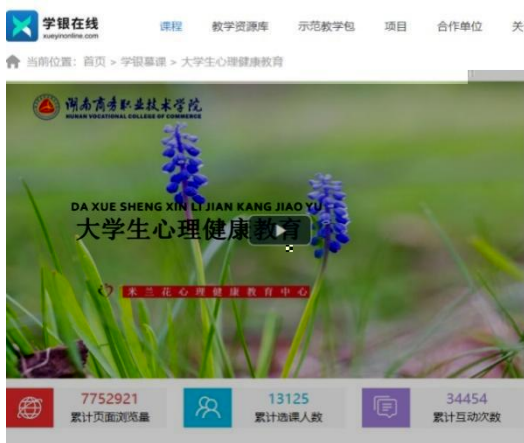 学银在线
xueyinonline.com
课程 教学资源库 示范教学包 项目 合作单位 关
当前位置: 首页 > 学银慕课 > 大学生心理健康教育
湖南商务职业技术学院
HUNAN VOCATIONAL COLLEGE OF COMMERCE
DA XUE SHENG XIN LI JIAN KANG JIAO YU
大学生心理健康教育
米兰花心理健康教育中心
7752921 13125 34454
累计页面浏览量 累计选课人数 累计互动次数